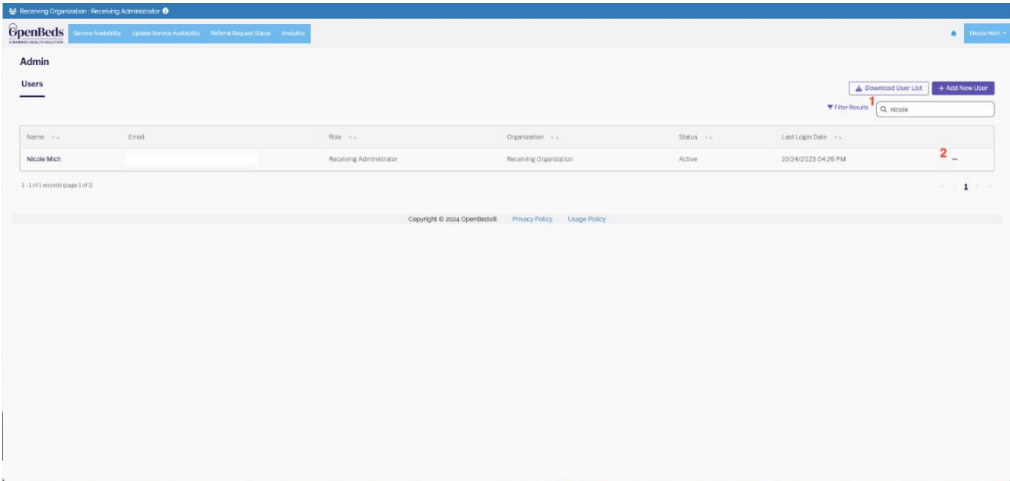 Receiving Organization : Receiving Administrator
OpenBeds
Service Availability Update Service Availability Referral Request Status Analytics
Nicole Mich
Admin
Users
Download User List
+ Add New User
Filter Results
1
nicole
Name Email Role Organization Status Last Login Date
Nicole Mich Receiving Administrator Receiving Organization Active 10/24/2023 04:26 PM
2 ...
1 - 1 of 1 records (page 1 of 1)
1
Copyright © 2024 OpenBeds® Privacy Policy Usage Policy